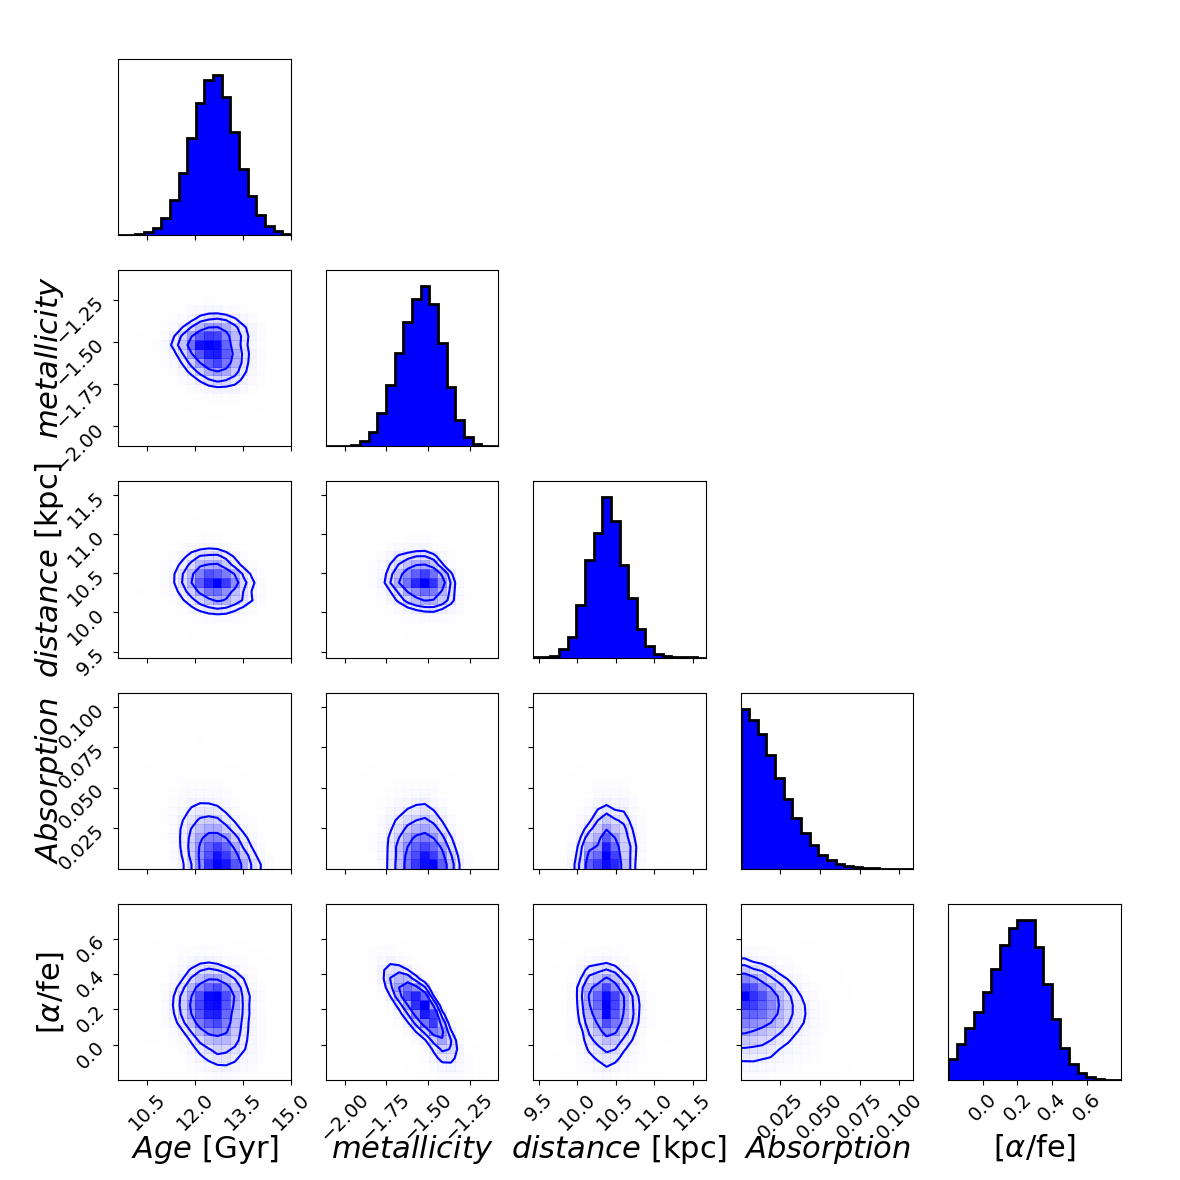 metallicity
−1.25
−1.50
−1.75
−2.00
distance [kpc]
11.5
11.0
10.5
10.0
9.5
Absorption
0.100
0.075
0.050
0.025
[α/fe]
0.6
0.4
0.2
0.0
10.5 12.0 13.5 15.0 −2.00 −1.75 −1.50 −1.25 9.5 10.0 10.5 11.0 11.5 0.025 0.050 0.075 0.100 0.0 0.2 0.4 0.6
Age [Gyr] metallicity distance [kpc] Absorption [α/fe]